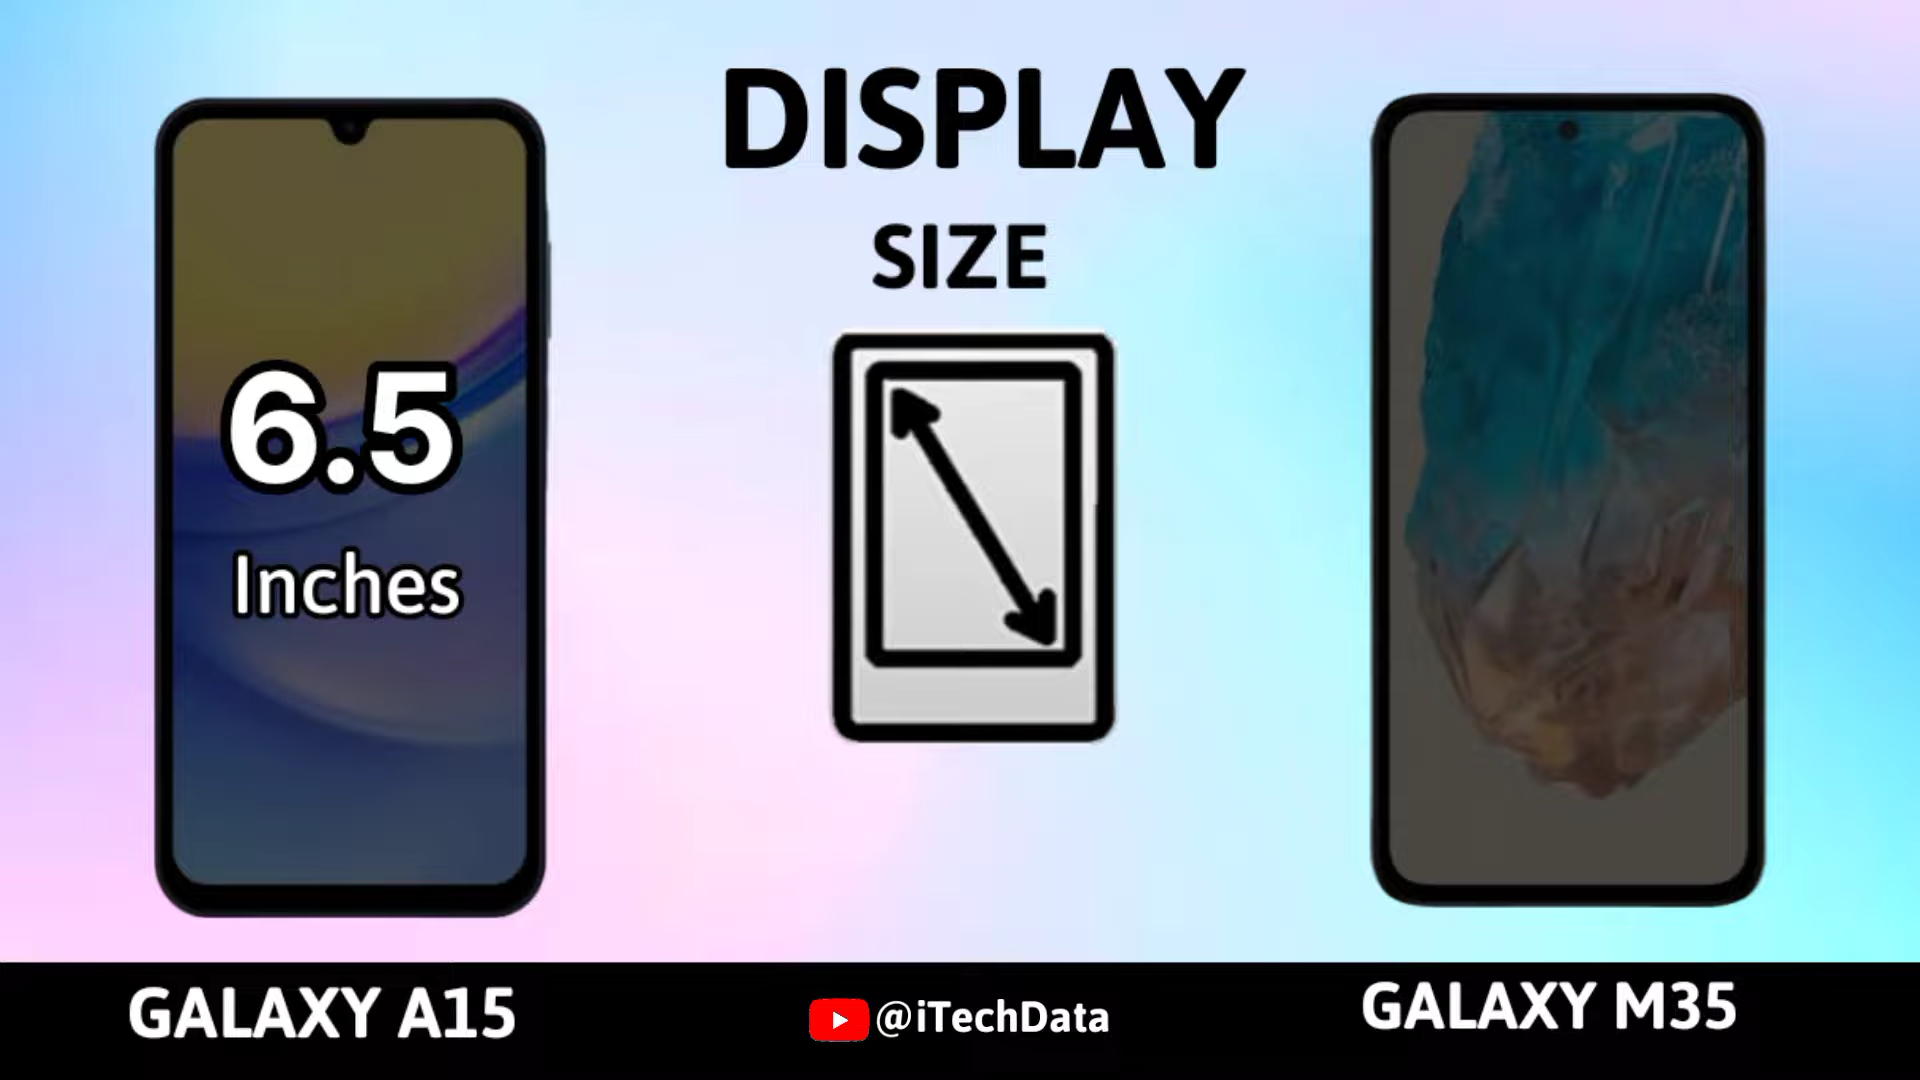 DISPLAY
SIZE
6.5
Inches
GALAXY A15
@iTechData
GALAXY M35